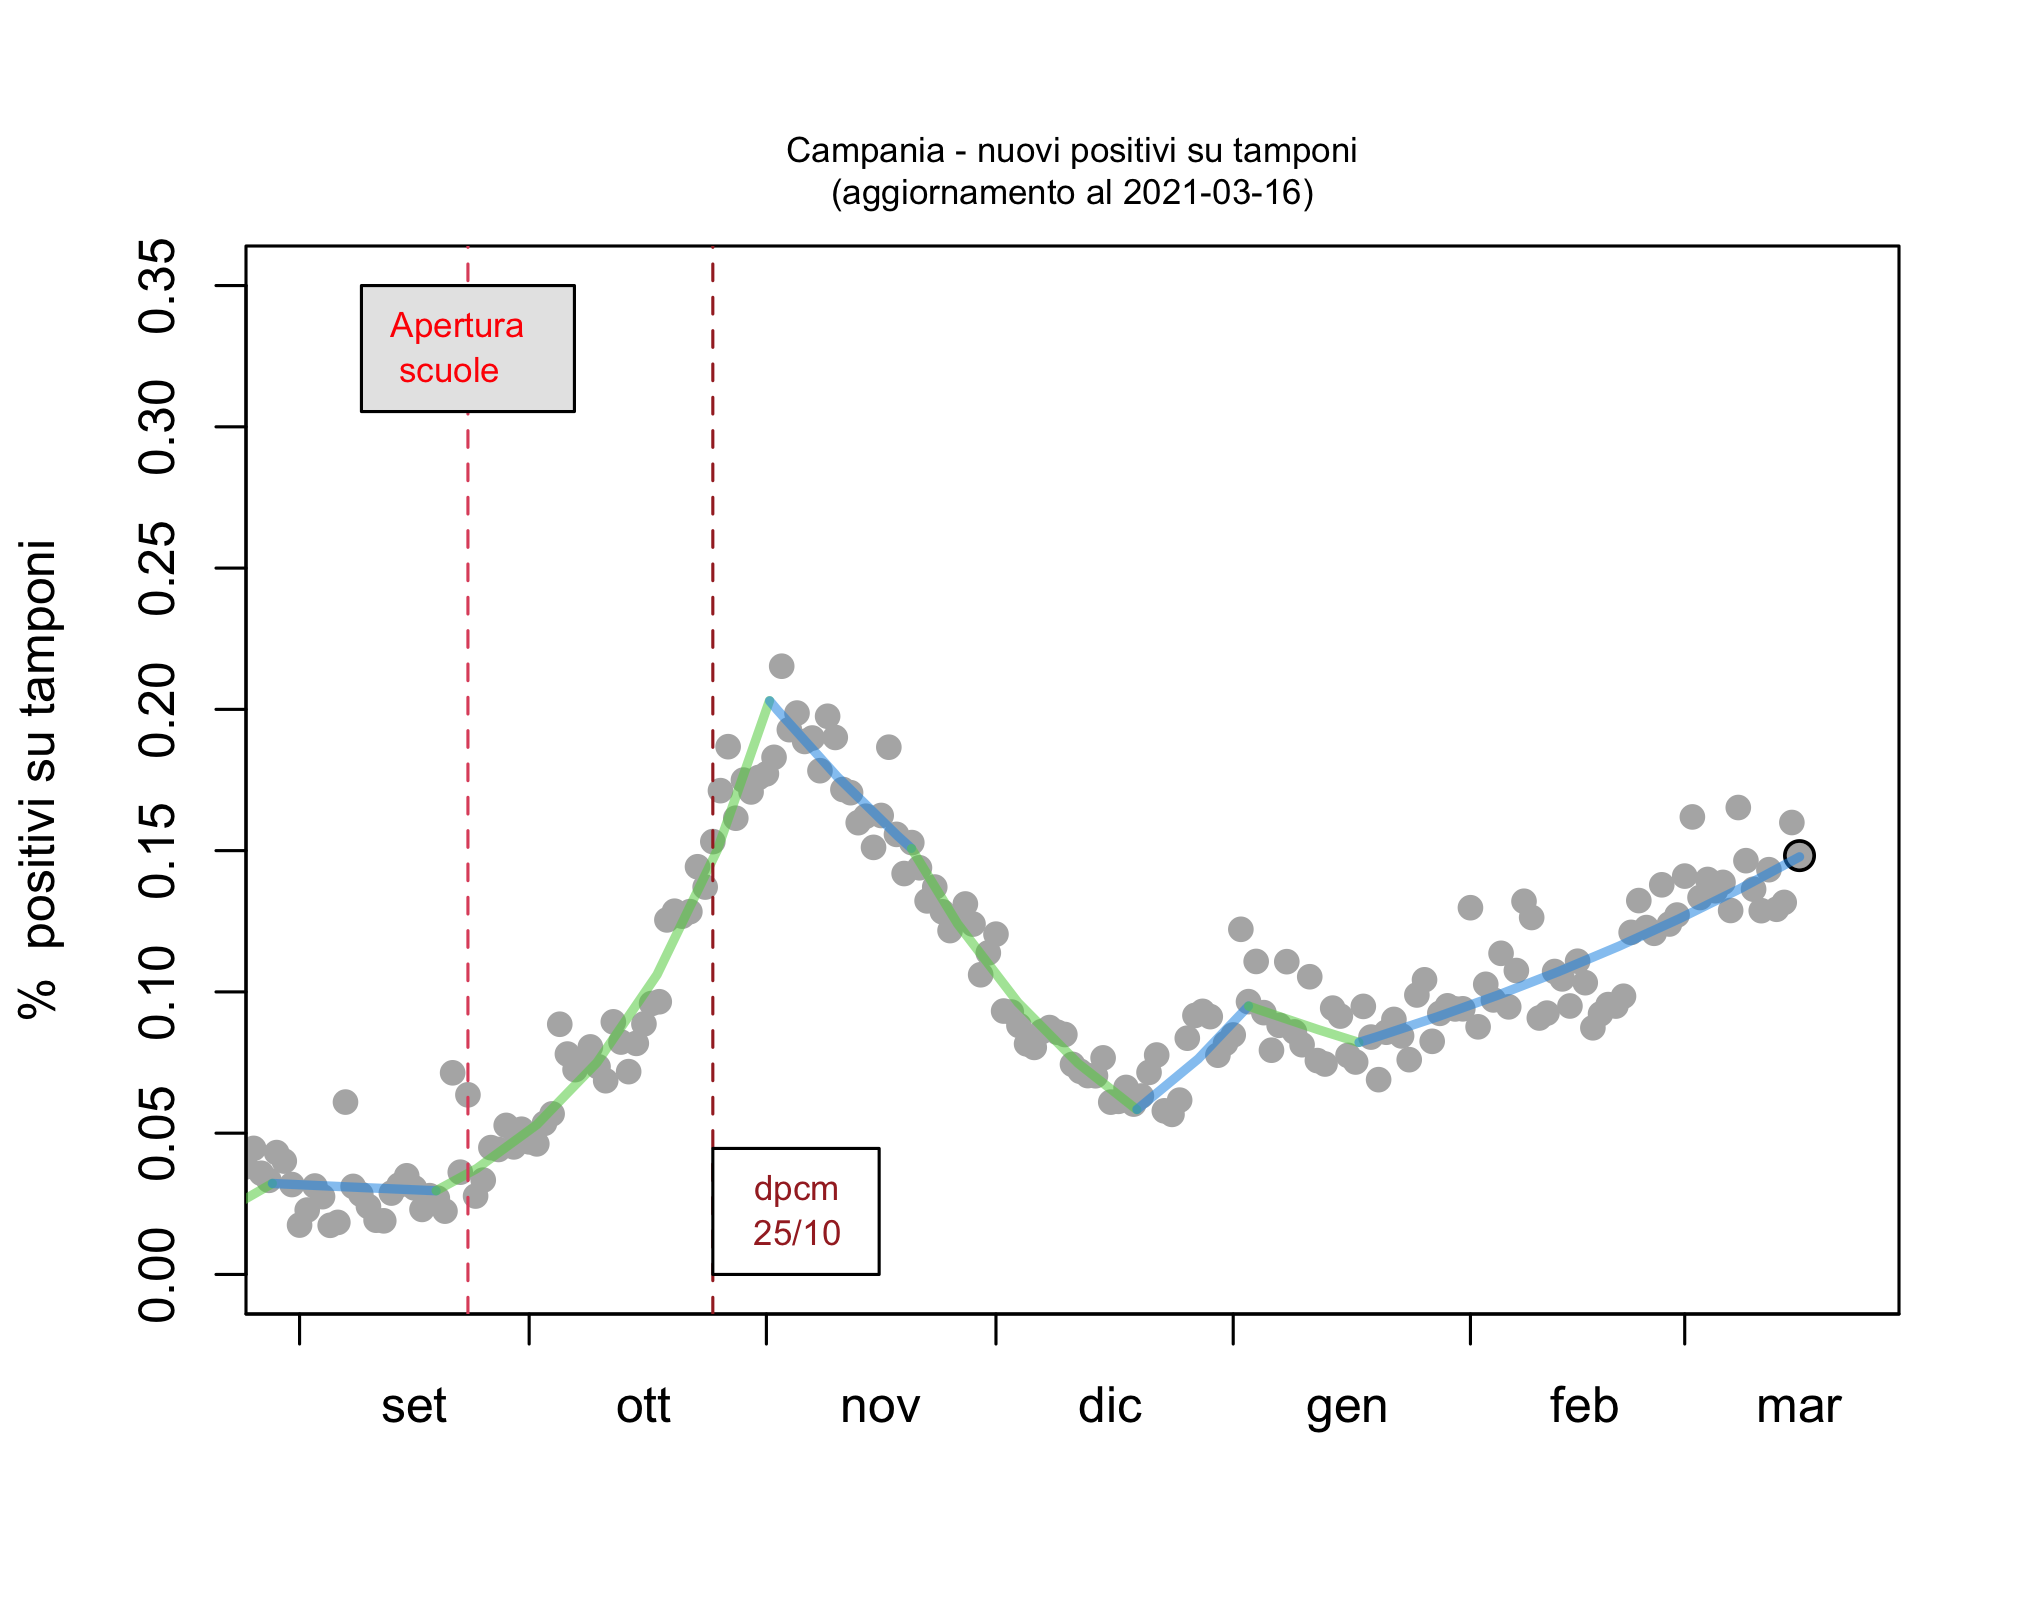 Campania - nuovi positivi su tamponi
(aggiornamento al 2021-03-16)
% positivi su tamponi
0.35
0.30
0.25
0.20
0.15
0.10
0.05
0.00
Apertura
scuole
dpcm
25/10
set ott nov dic gen feb mar